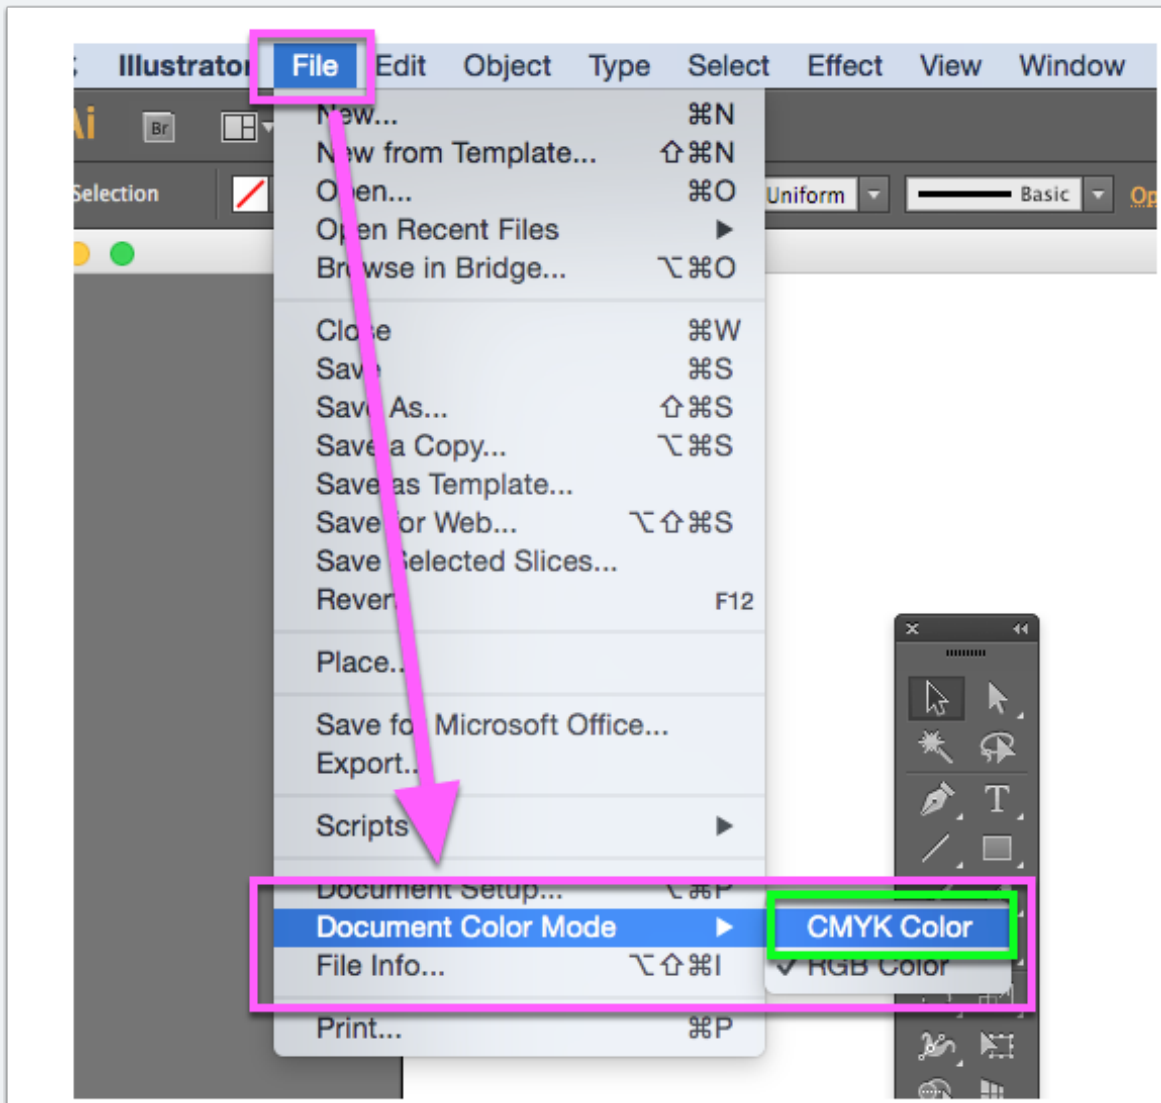 Illustrator File Edit Object Type Select Effect View Window
Ai Br
New... ⌘N
New from Template... ⇧⌘N
Selection Open... ⌘O Uniform Basic Op
Open Recent Files ▶
Browse in Bridge... ⌥⌘O
Close ⌘W
Save ⌘S
Save As... ⇧⌘S
Save a Copy... ⌥⌘S
Save as Template...
Save for Web... ⌥⇧⌘S
Save Selected Slices...
Revert F12
Place...
Save for Microsoft Office...
Export...
Scripts ▶
Document Setup... ⌥⌘P
Document Color Mode ▶ CMYK Color
File Info... ⌥⇧⌘I ✓ RGB Color
Print... ⌘P
T